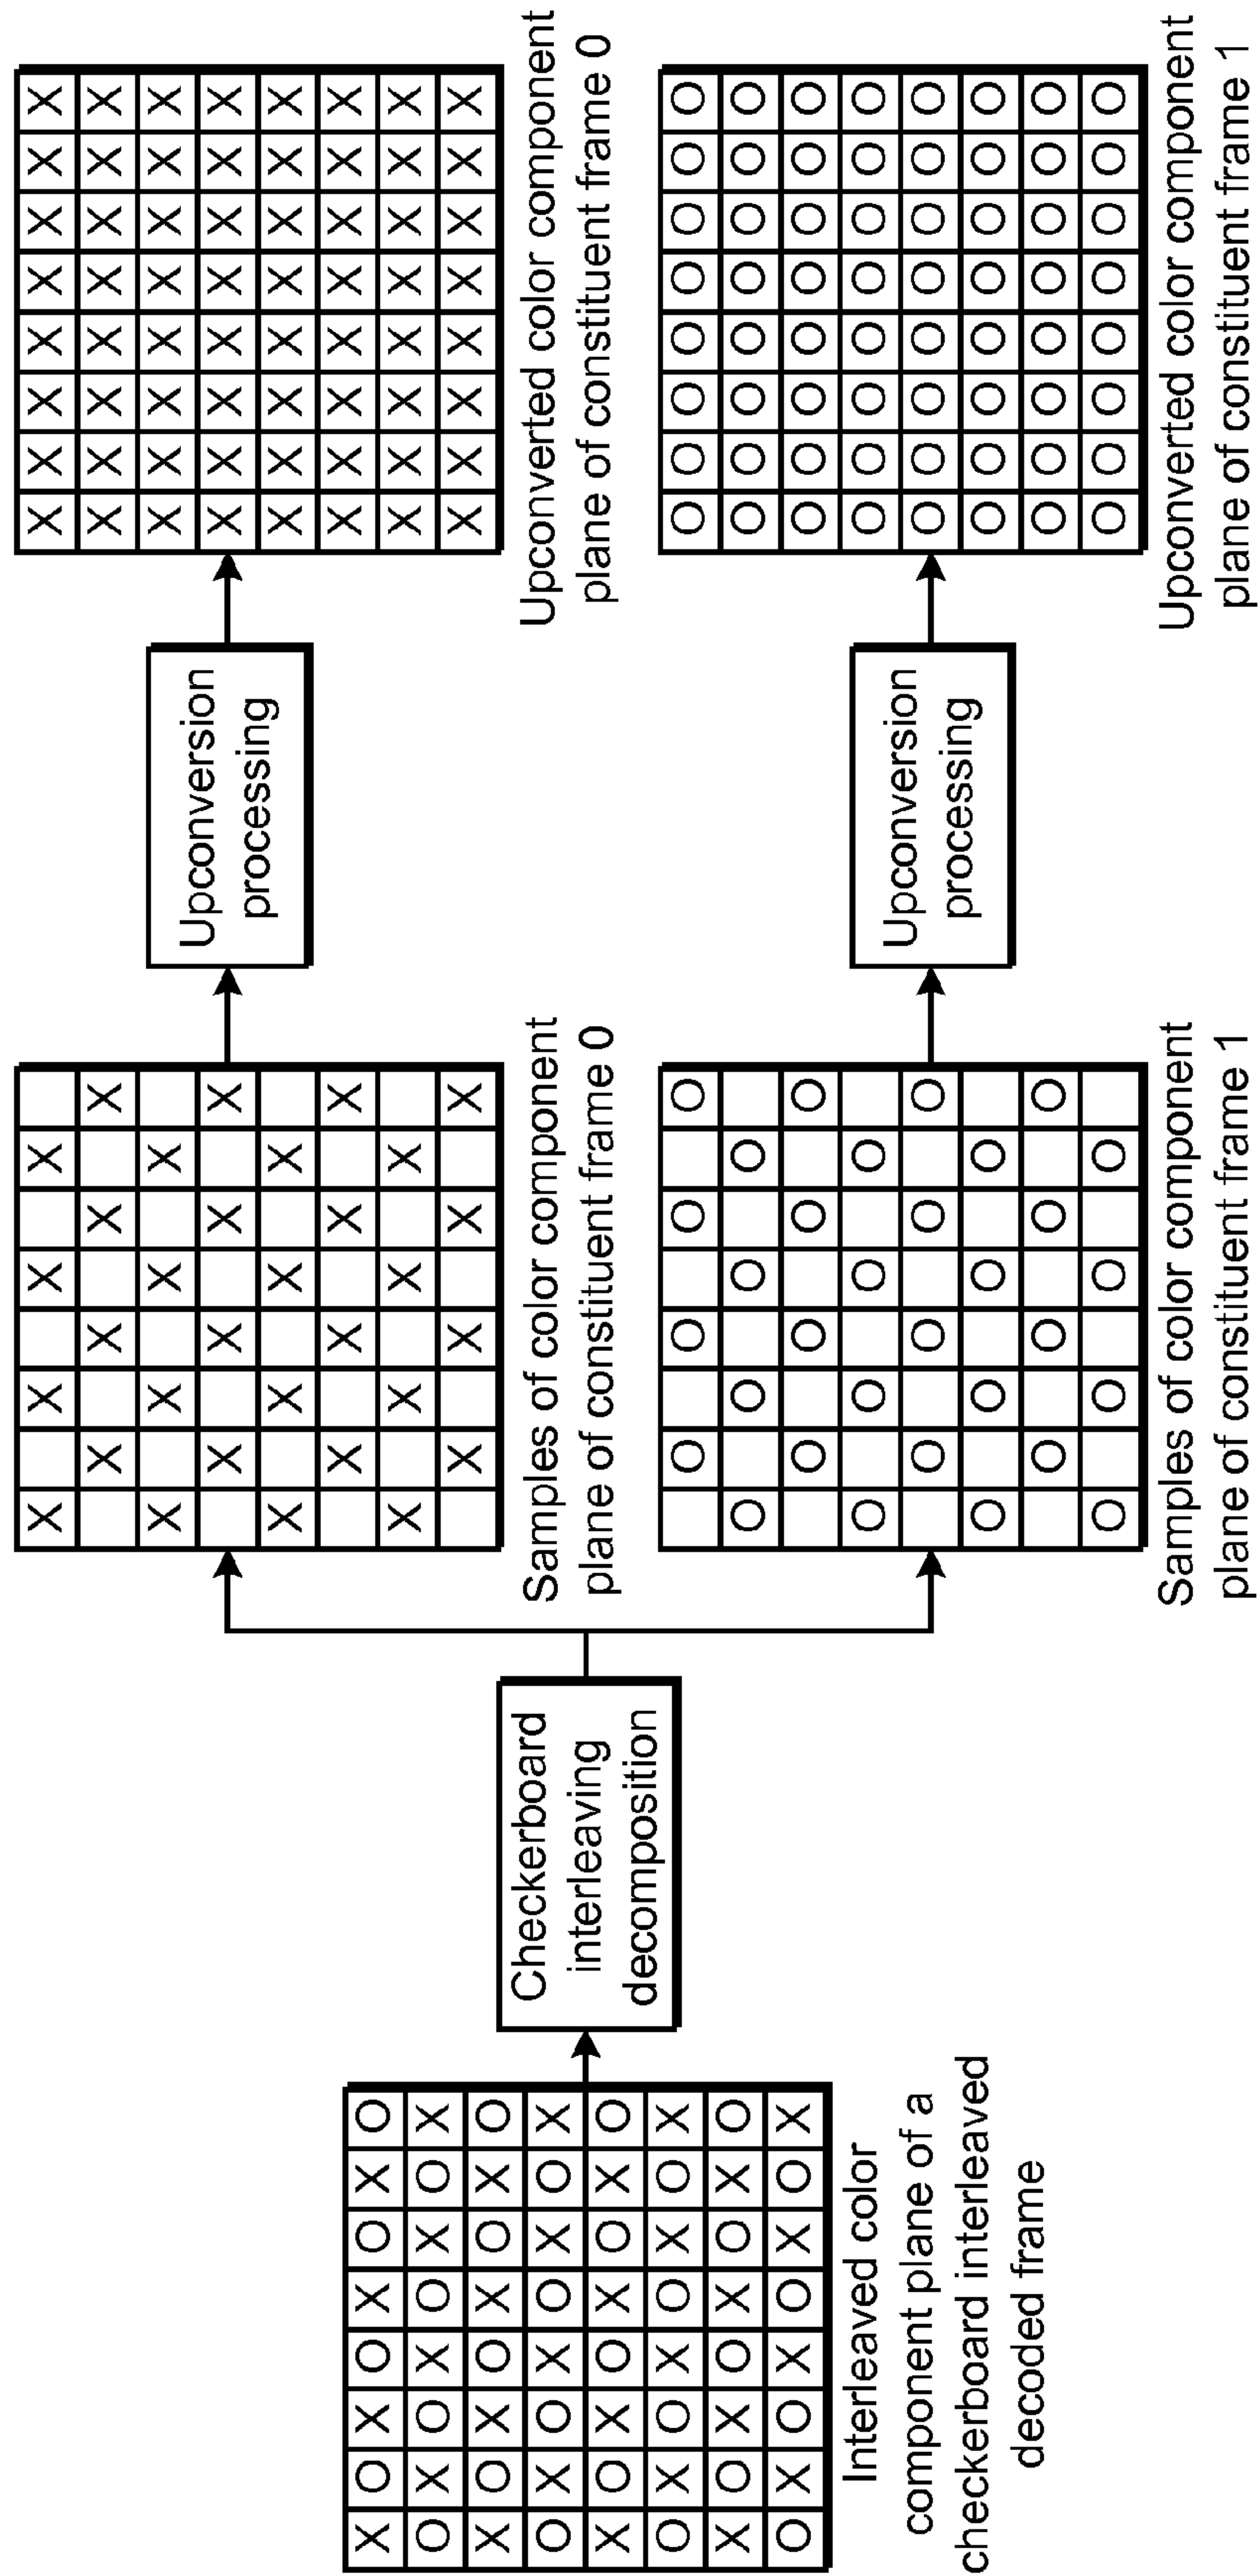 X X X X
X X X X
X X X X
X X X X
X X X X
X X X X
X X X X
X X X X
Samples of color component
plane of constituent frame 0
Upconversion
processing
X X X X X X X X
X X X X X X X X
X X X X X X X X
X X X X X X X X
X X X X X X X X
X X X X X X X X
X X X X X X X X
X X X X X X X X
Upconverted color component
plane of constituent frame 0
X O X O X O X O
O X O X O X O X
X O X O X O X O
O X O X O X O X
X O X O X O X O
O X O X O X O X
X O X O X O X O
O X O X O X O X
Interleaved color
component plane of a
checkerboard interleaved
decoded frame
Checkerboard
interleaving
decomposition
O O O O
O O O O
O O O O
O O O O
O O O O
O O O O
O O O O
O O O O
Samples of color component
plane of constituent frame 1
Upconversion
processing
O O O O O O O O
O O O O O O O O
O O O O O O O O
O O O O O O O O
O O O O O O O O
O O O O O O O O
O O O O O O O O
O O O O O O O O
Upconverted color component
plane of constituent frame 1